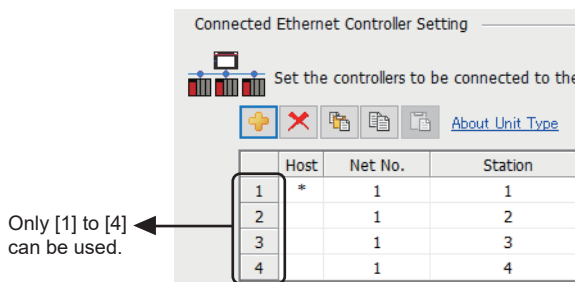 Connected Ethernet Controller Setting
Set the controllers to be connected to the
About Unit Type
Host Net No. Station
1 * 1 1
2 1 2
3 1 3
4 1 4
Only [1] to [4]
can be used.